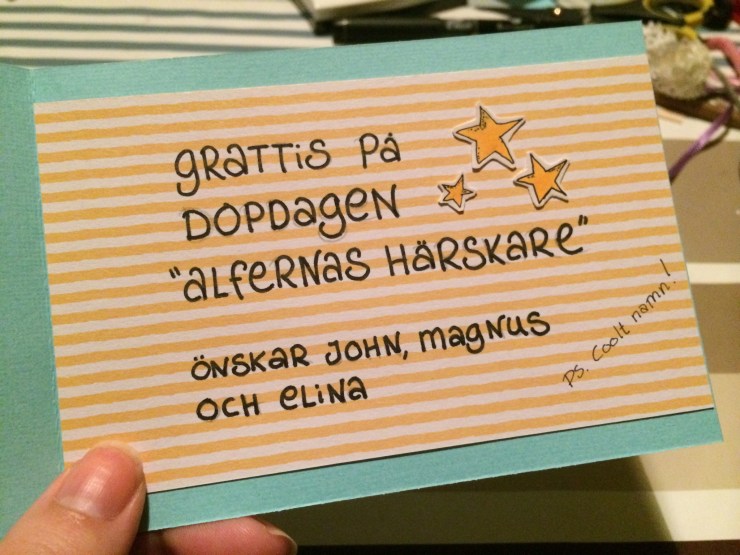 GRATTIS PÅ
DOPDAGEN
"ALFERNAS HÄRSKARE"
ÖNSKAR JOHN, MAGNUS
OCH ELINA
PS. Coolt namn!